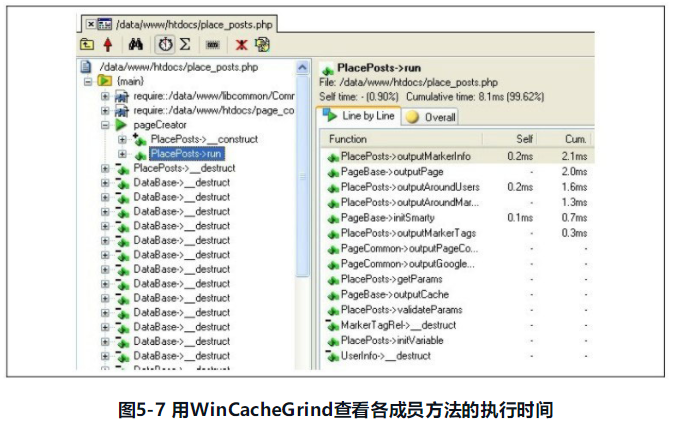 /data/www/htdocs/place_posts.php
/data/www/htdocs/place_posts.php
{main}
require::/data/www/libcommon/Comr
require::/data/www/htdocs/page_co
pageCreator
PlacePosts->__construct
PlacePosts->run
PlacePosts->__destruct
DataBase->__destruct
DataBase->__destruct
DataBase->__destruct
DataBase->__destruct
DataBase->__destruct
DataBase->__destruct
DataBase->__destruct
DataBase->__destruct
DataBase->__destruct
DataBase->__destruct
DataBase->__destruct
DataBase->__destruct
DataBase->__destruct
PlacePosts->run
File: /data/www/htdocs/place_posts.php
Self time: - (0.90%) Cumulative time: 8.1ms (99.62%)
Line by Line Overall
Function Self Cum.
PlacePosts->outputMarkerInfo 0.2ms 2.1ms
PageBase->outputPage - 2.0ms
PlacePosts->outputAroundUsers 0.2ms 1.6ms
PlacePosts->outputAroundMar... - 1.3ms
PageBase->initSmarty 0.1ms 0.7ms
PlacePosts->outputMarkerTags - 0.3ms
PageCommon->outputPageCo... - -
PageCommon->outputGoogle... - -
PlacePosts->getParams - -
PageBase->outputCache - -
PlacePosts->validateParams - -
MarkerTagRel->__destruct - -
PlacePosts->initVariable - -
UserInfo->__destruct - -
图5-7 用WinCacheGrind查看各成员方法的执行时间